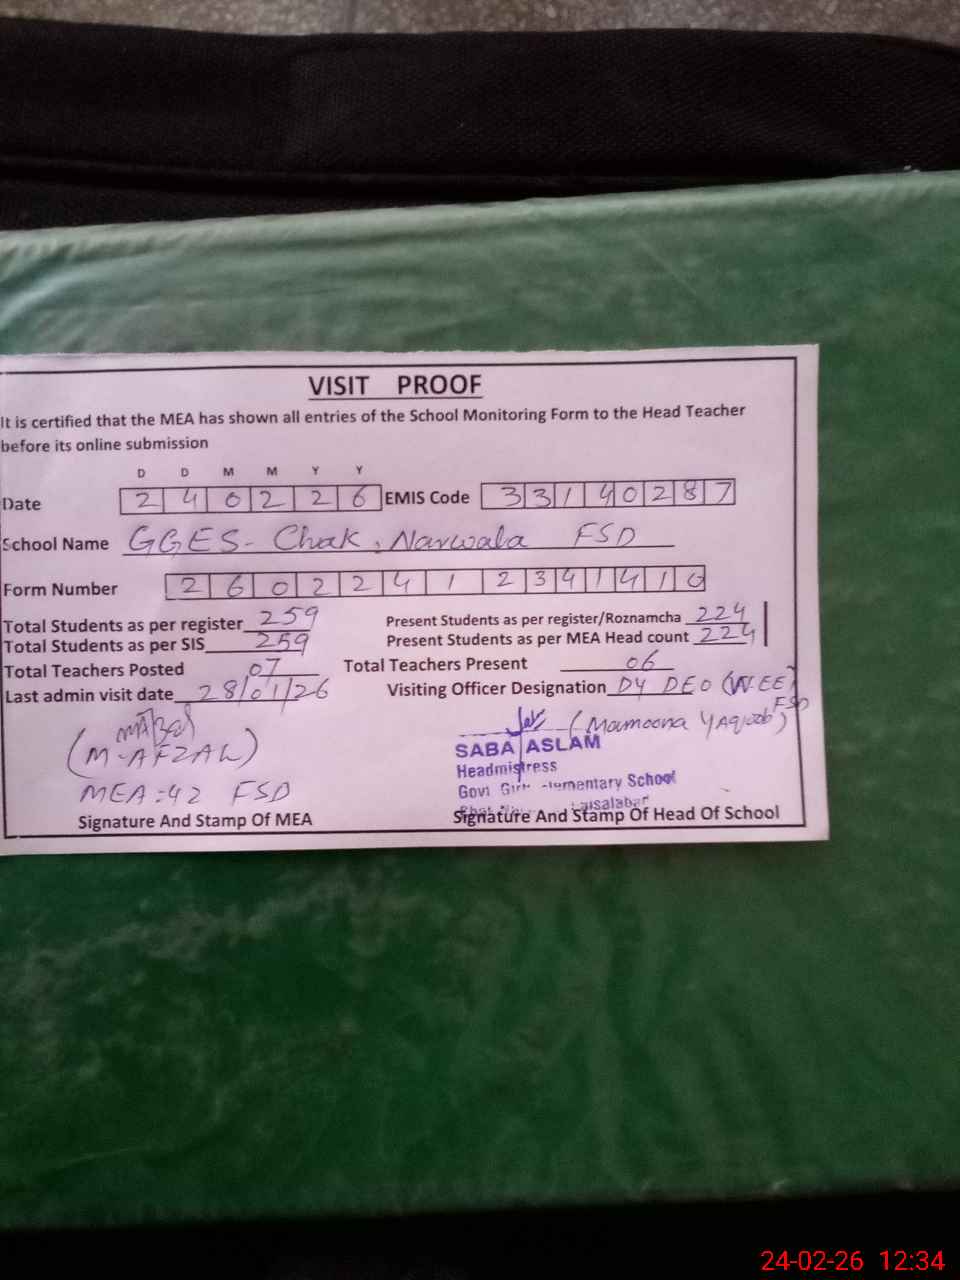 VISIT PROOF
It is certified that the MEA has shown all entries of the School Monitoring Form to the Head Teacher
before its online submission
D D M M Y Y
Date 2 4 0 2 2 6 EMIS Code 3 3 1 4 0 2 8 7
School Name GGES- Chak, Narwala FSD
Form Number 2 6 0 2 2 4 1 2 3 4 1 4 1 0
Total Students as per register 259 Present Students as per register/Roznamcha 224
Total Students as per SIS 259 Present Students as per MEA Head count 224
Total Teachers Posted 07 Total Teachers Present 06
Last admin visit date 28/01/26 Visiting Officer Designation DY DEO (W-EE)
FSD
(Mamoona Yaqoob)
(M-AFZAL)
MEA:42 FSD
SABA ASLAM
Headmistress
Govt Elementary School
Signature And Stamp Of MEA Signature And Stamp Of Head Of School
24-02-26 12:34